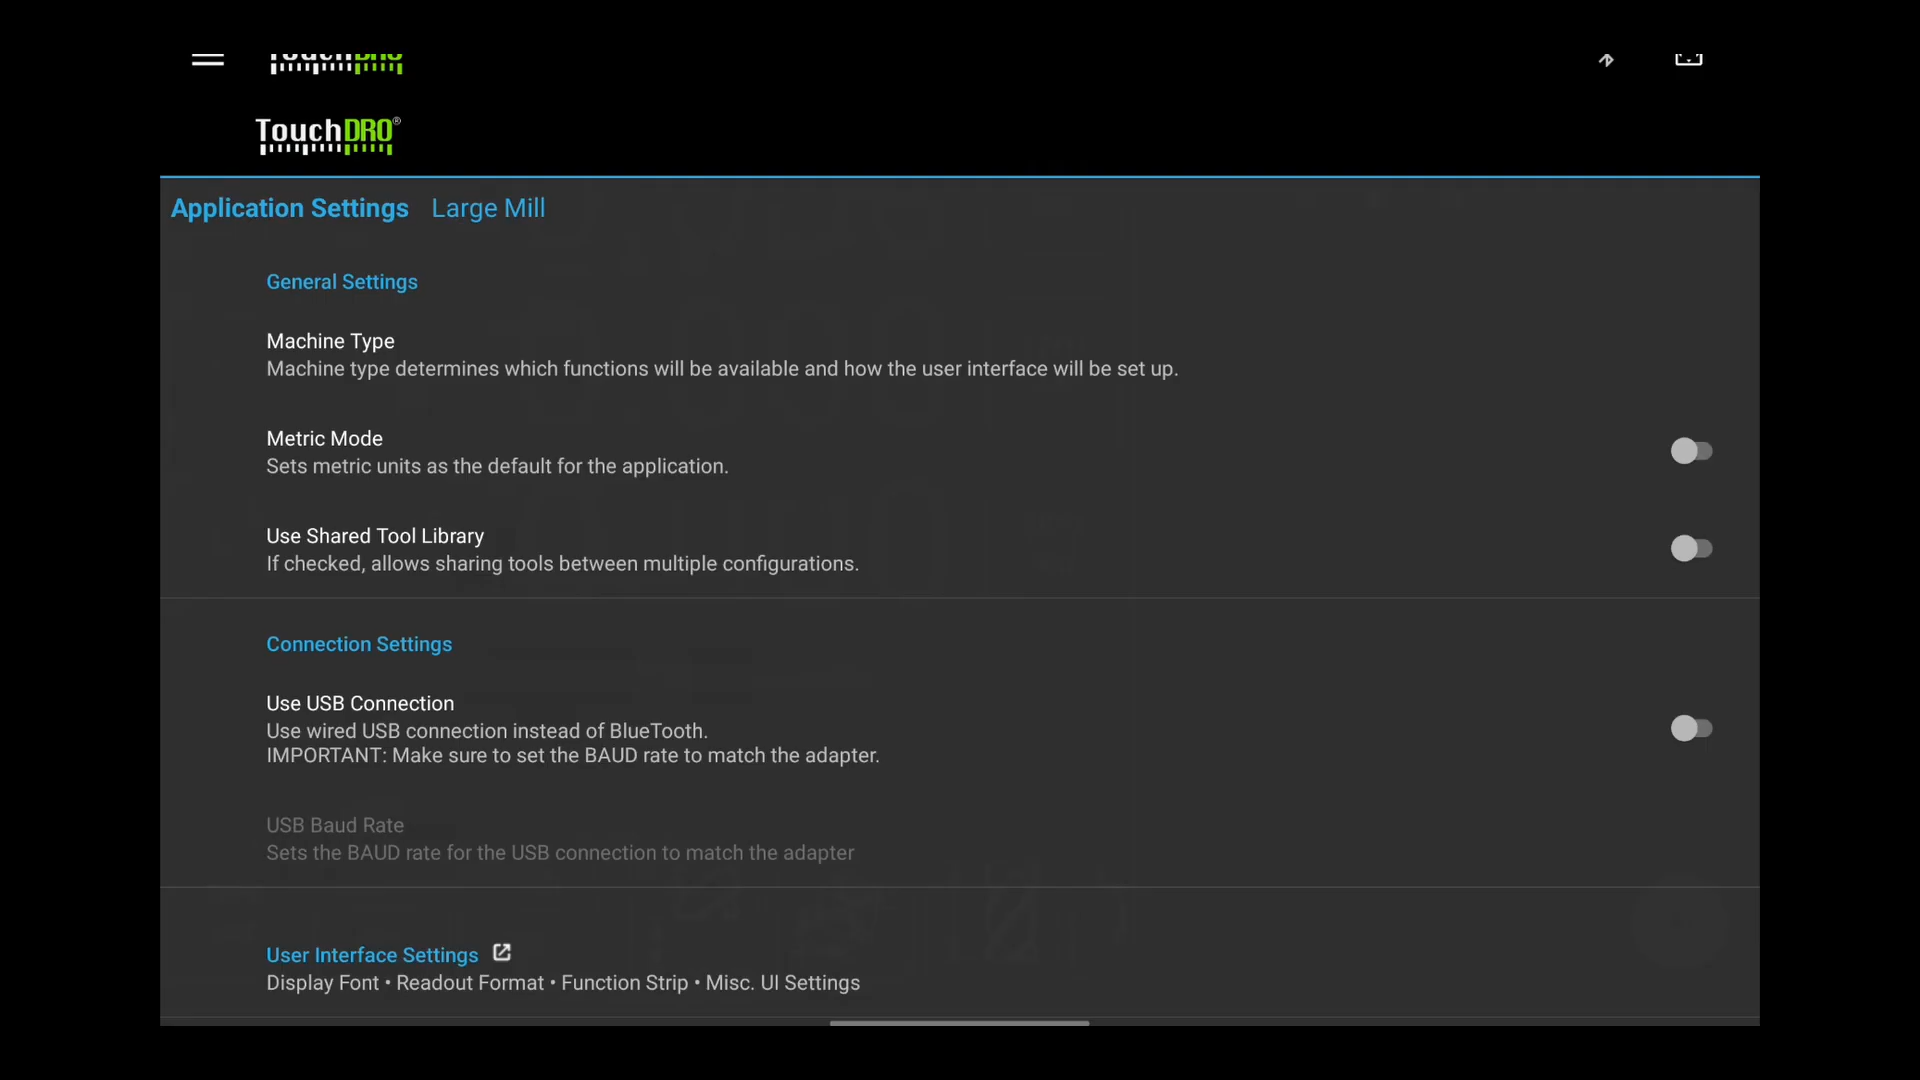 TouchDRO
TouchDRO®
Application Settings Large Mill
General Settings
Machine Type
Machine type determines which functions will be available and how the user interface will be set up.
Metric Mode
Sets metric units as the default for the application.
Use Shared Tool Library
If checked, allows sharing tools between multiple configurations.
Connection Settings
Use USB Connection
Use wired USB connection instead of BlueTooth.
IMPORTANT: Make sure to set the BAUD rate to match the adapter.
USB Baud Rate
Sets the BAUD rate for the USB connection to match the adapter
User Interface Settings
Display Font • Readout Format • Function Strip • Misc. UI Settings